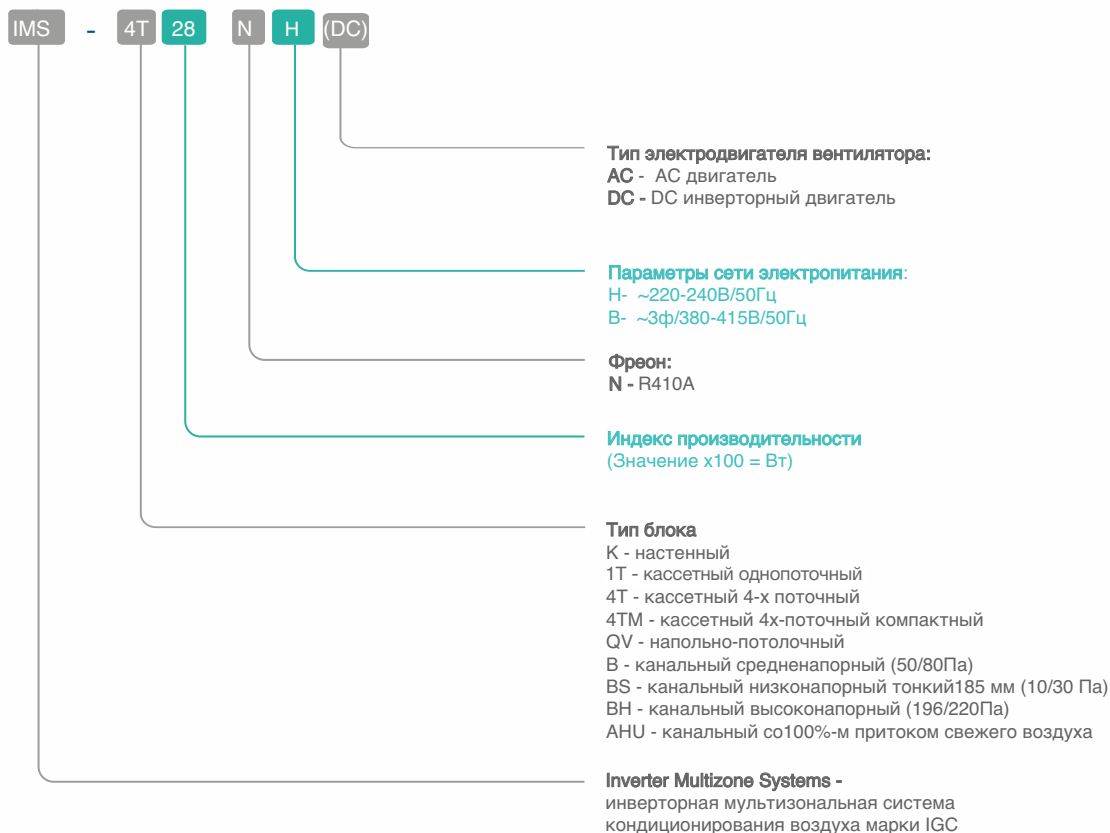 IMS - 4T 28 N H (DC)
Тип электродвигателя вентилятора:
AC - AC двигатель
DC - DC инверторный двигатель
Параметры сети электропитания:
H- ~220-240В/50Гц
B- ~3ф/380-415В/50Гц
Фреон:
N - R410A
Индекс производительности
(Значение х100 = Вт)
Тип блока
K - настенный
1T - кассетный однопоточный
4T - кассетный 4-х поточный
4TM - кассетный 4х-поточный компактный
QV - напольно-потолочный
B - канальный средненапорный (50/80Па)
BS - канальный низконапорный тонкий185 мм (10/30 Па)
BH - канальный высоконапорный (196/220Па)
AHU - канальный со100%-м притоком свежего воздуха
Inverter Multizone Systems -
инверторная мультизональная система
кондиционирования воздуха марки IGC